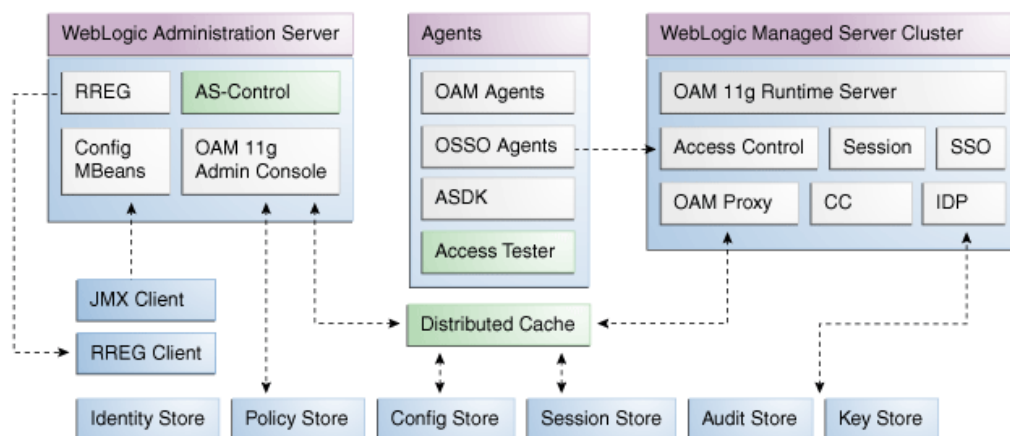 WebLogic Administration Server
RREG
AS-Control
Config
MBeans
OAM 11g
Admin Console
JMX Client
RREG Client
Agents
OAM Agents
OSSO Agents
ASDK
Access Tester
Distributed Cache
WebLogic Managed Server Cluster
OAM 11g Runtime Server
Access Control
Session
SSO
OAM Proxy
CC
IDP
Identity Store
Policy Store
Config Store
Session Store
Audit Store
Key Store